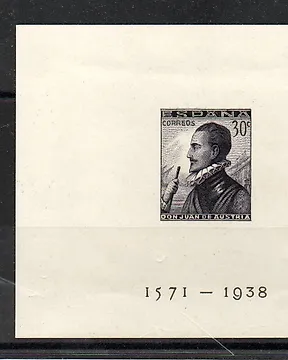 ESPAÑA
CORREOS
30c
DON JUAN DE AUSTRIA
1571 – 1938